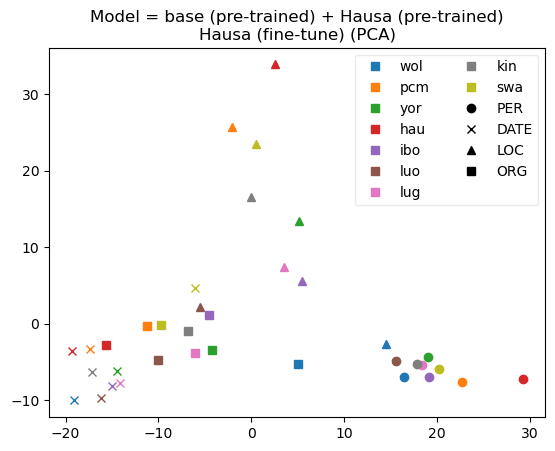 Model = base (pre-trained) + Hausa (pre-trained)
Hausa (fine-tune) (PCA)
wol
pcm
yor
hau
ibo
luo
lug
kin
swa
PER
DATE
LOC
ORG
30
20
10
0
−10
−20
−10
0
10
20
30